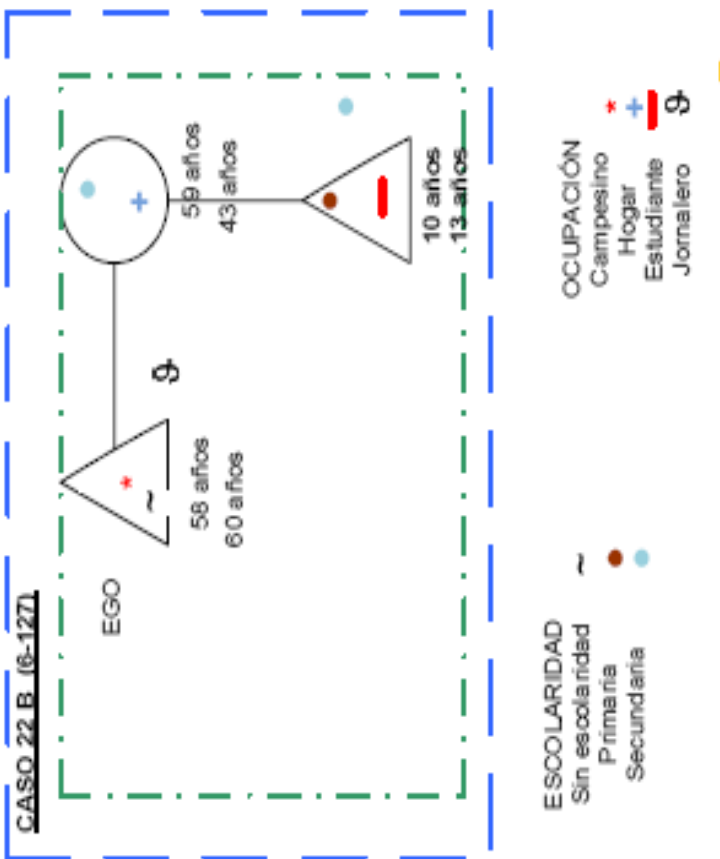 CASO 22 B (6-127)
EGO
58 años
60 años
ϑ
59 años
43 años
10 años
13 años
ESCOLARIDAD
Sin escolaridad ~
Primaria
Secundaria
OCUPACIÓN
Campesino *
Hogar +
Estudiante
Jornalero ϑ